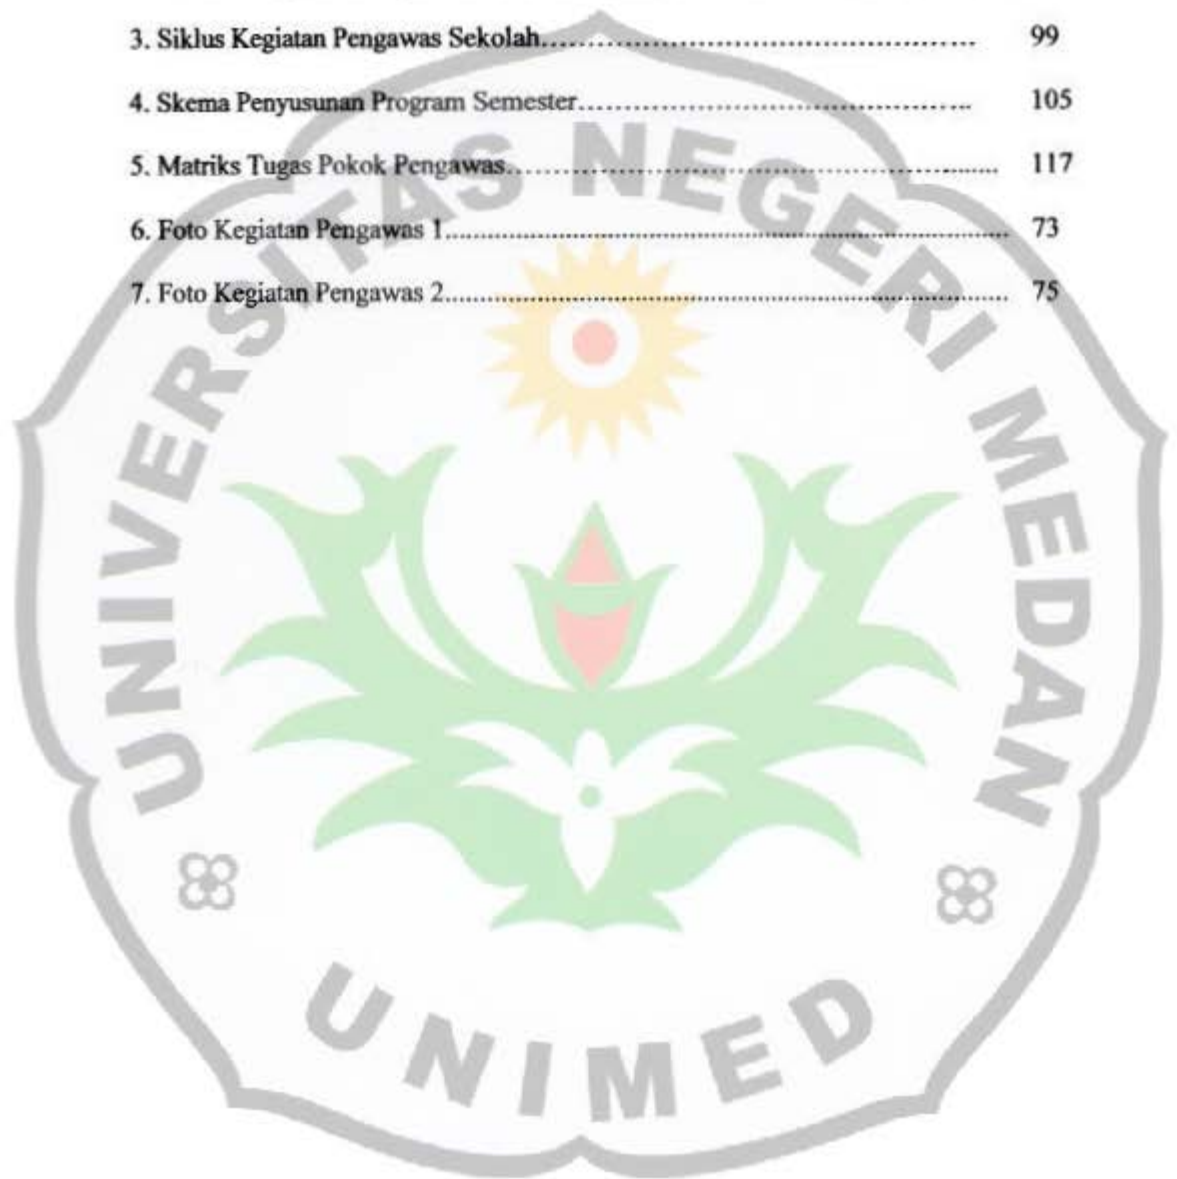 3. Siklus Kegiatan Pengawas Sekolah........................................... 99
4. Skema Penyusunan Program Semester........................................... 105
5. Matriks Tugas Pokok Pengawas........................................... 117
6. Foto Kegiatan Pengawas 1........................................... 73
7. Foto Kegiatan Pengawas 2........................................... 75
UNIVERSITAS NEGERI MEDAN
UNIMED